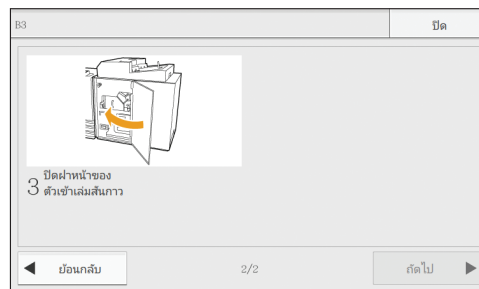 B3
ปิด
3 ปิดฝาหน้าของ
ตัวเข้าเล่มสันกาว
ย้อนกลับ
2/2
ถัดไป